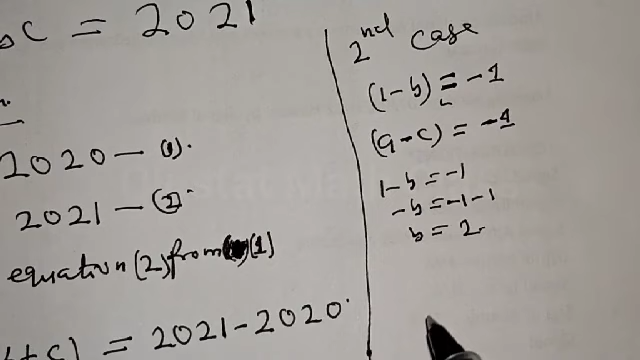 bc = 2021
2020 — (1).
2021 — (2).
equation (2) from (1)
+c) = 2021 - 2020.
2nd case
(1-b) = -1
(a-c) = -1
1-b = -1
-b = -1-1
b = 2.